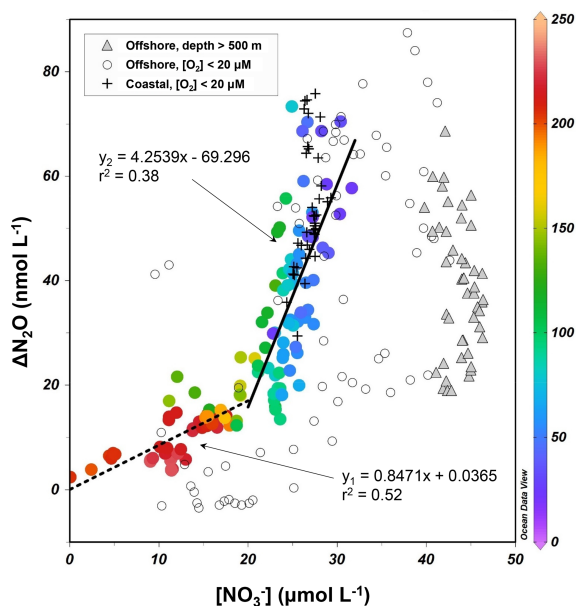 Offshore, depth > 500 m
Offshore, [O₂] < 20 µM
Coastal, [O₂] < 20 µM
y₂ = 4.2539x - 69.296
r² = 0.38
y₁ = 0.8471x + 0.0365
r² = 0.52
80
60
40
20
0
ΔN₂O (nmol L⁻¹)
0
10
20
30
40
50
[NO₃⁻] (µmol L⁻¹)
Ocean Data View
250
200
150
100
50
0